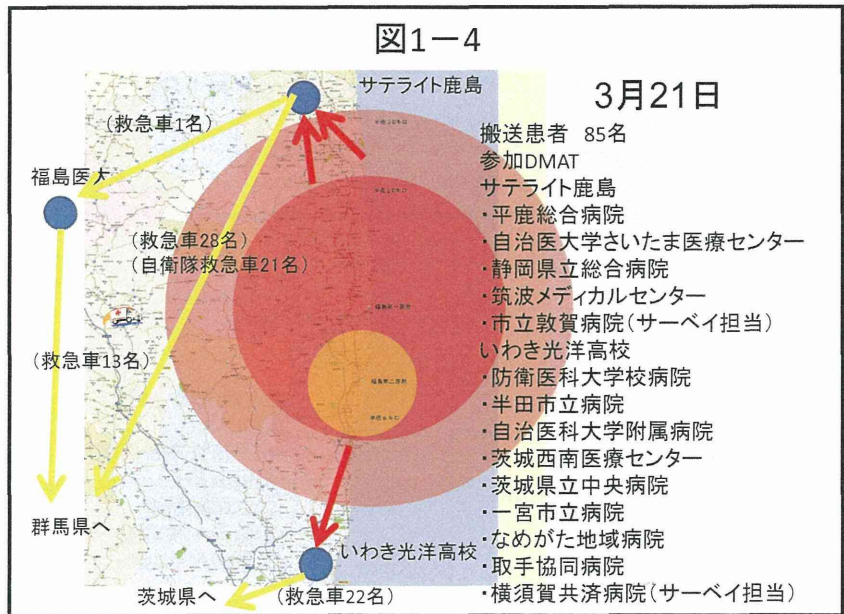 図1－4
サテライト鹿島
3月21日
(救急車1名)
搬送患者 85名
参加DMAT
福島医大
サテライト鹿島
・平鹿総合病院
(救急車28名)
・自治医大学さいたま医療センター
(自衛隊救急車21名)
・静岡県立総合病院
・筑波メディカルセンター
・市立敦賀病院(サーベイ担当)
(救急車13名)
いわき光洋高校
・防衛医科大学校病院
・半田市立病院
・自治医科大学附属病院
・茨城西南医療センター
・茨城県立中央病院
群馬県へ
・一宮市立病院
いわき光洋高校
・なめがた地域病院
・取手協同病院
茨城県へ
(救急車22名)
・横須賀共済病院(サーベイ担当)